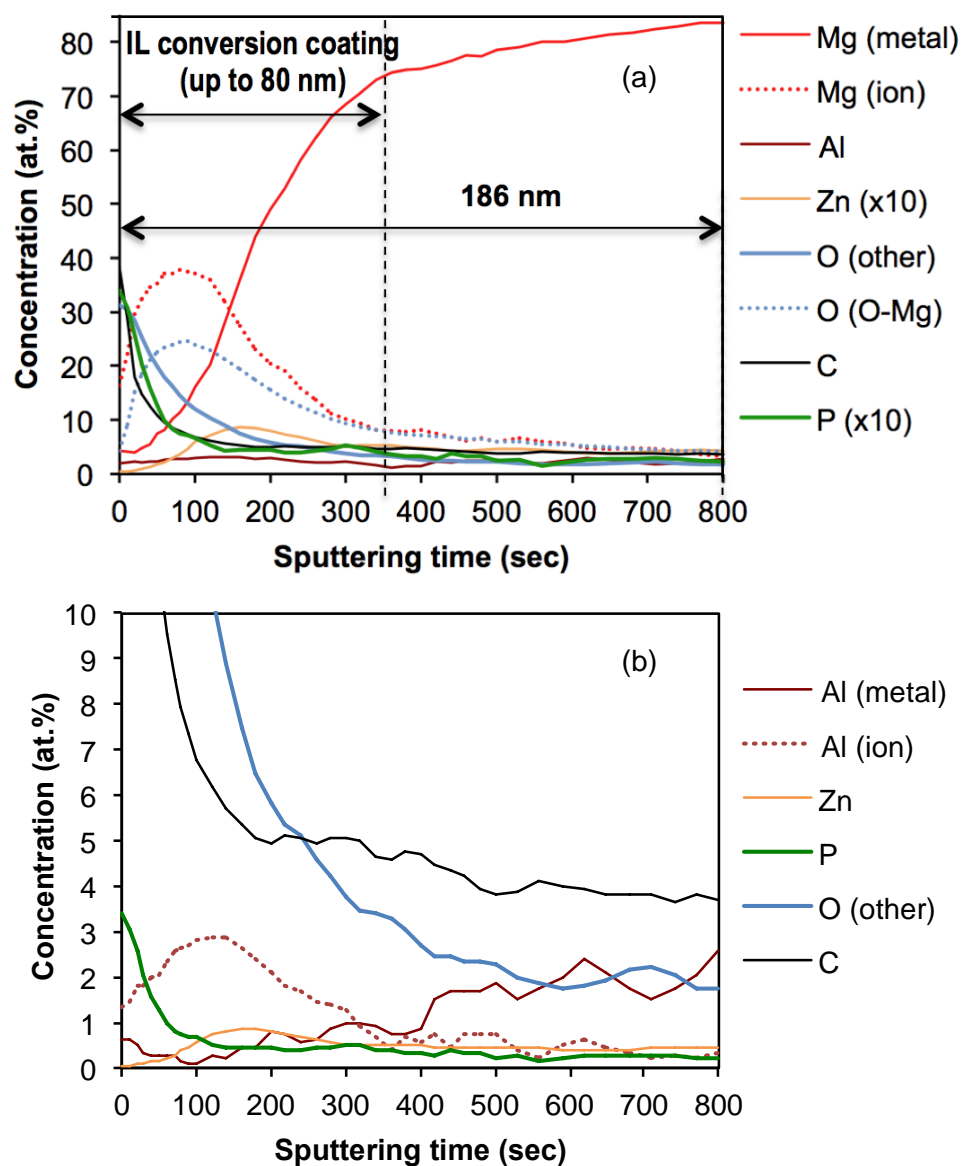 80
70
60
50
40
30
20
10
0
Concentration (at.%)
IL conversion coating
(up to 80 nm)
(a)
186 nm
0 100 200 300 400 500 600 700 800
Sputtering time (sec)
Mg (metal)
Mg (ion)
Al
Zn (x10)
O (other)
O (O-Mg)
C
P (x10)
10
9
8
7
6
5
4
3
2
1
0
Concentration (at.%)
(b)
0 100 200 300 400 500 600 700 800
Sputtering time (sec)
Al (metal)
Al (ion)
Zn
P
O (other)
C